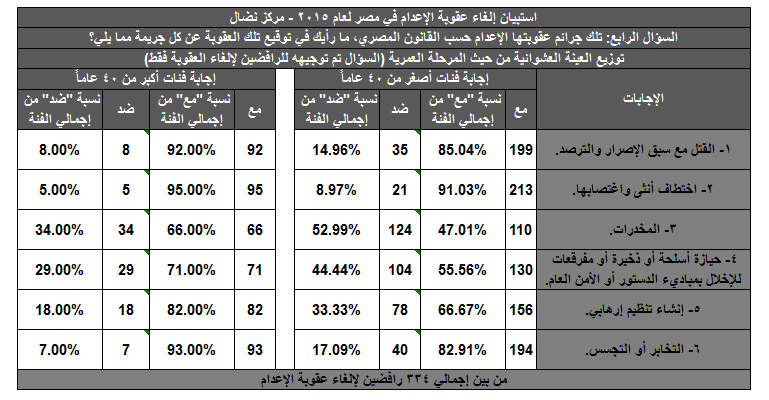 استبيان إلغاء عقوبة الإعدام في مصر لعام ٢٠١٥ - مركز نضال
السؤال الرابع: تلك جرائم عقوبتها الإعدام حسب القانون المصري، ما رأيك في توقيع تلك العقوبة عن كل جريمة مما يلي؟
توزيع العينة العشوائية من حيث المرحلة العمرية (السؤال تم توجيهه للرافضين لإلغاء العقوبة فقط)
الإجابات إجابة فئات أصغر من ٤٠ عاماً إجابة فئات أكبر من ٤٠ عاماً
مع نسبة "مع" من إجمالي الفئة ضد نسبة "ضد" من إجمالي الفئة مع نسبة "مع" من إجمالي الفئة ضد نسبة "ضد" من إجمالي الفئة
١- القتل مع سبق الإصرار والترصد. 199 85.04% 35 14.96% 92 92.00% 8 8.00%
٢- اختطاف أنثى واغتصابها. 213 91.03% 21 8.97% 95 95.00% 5 5.00%
٣- المخدرات. 110 47.01% 124 52.99% 66 66.00% 34 34.00%
٤- حيازة أسلحة أو ذخيرة أو مفرقعات
للإخلال بمباديء الدستور أو الأمن العام. 130 55.56% 104 44.44% 71 71.00% 29 29.00%
٥- إنشاء تنظيم إرهابي. 156 66.67% 78 33.33% 82 82.00% 18 18.00%
٦- التخابر أو التجسس. 194 82.91% 40 17.09% 93 93.00% 7 7.00%
من بين إجمالي ٣٣٤ رافضين لإلغاء عقوبة الإعدام